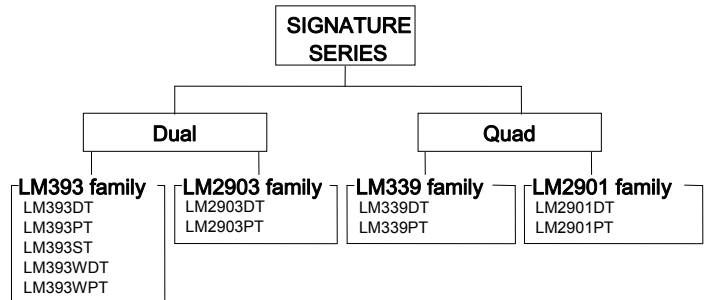 SIGNATURE
SERIES
Dual
Quad
LM393 family
LM393DT
LM393PT
LM393ST
LM393WDT
LM393WPT
LM2903 family
LM2903DT
LM2903PT
LM339 family
LM339DT
LM339PT
LM2901 family
LM2901DT
LM2901PT